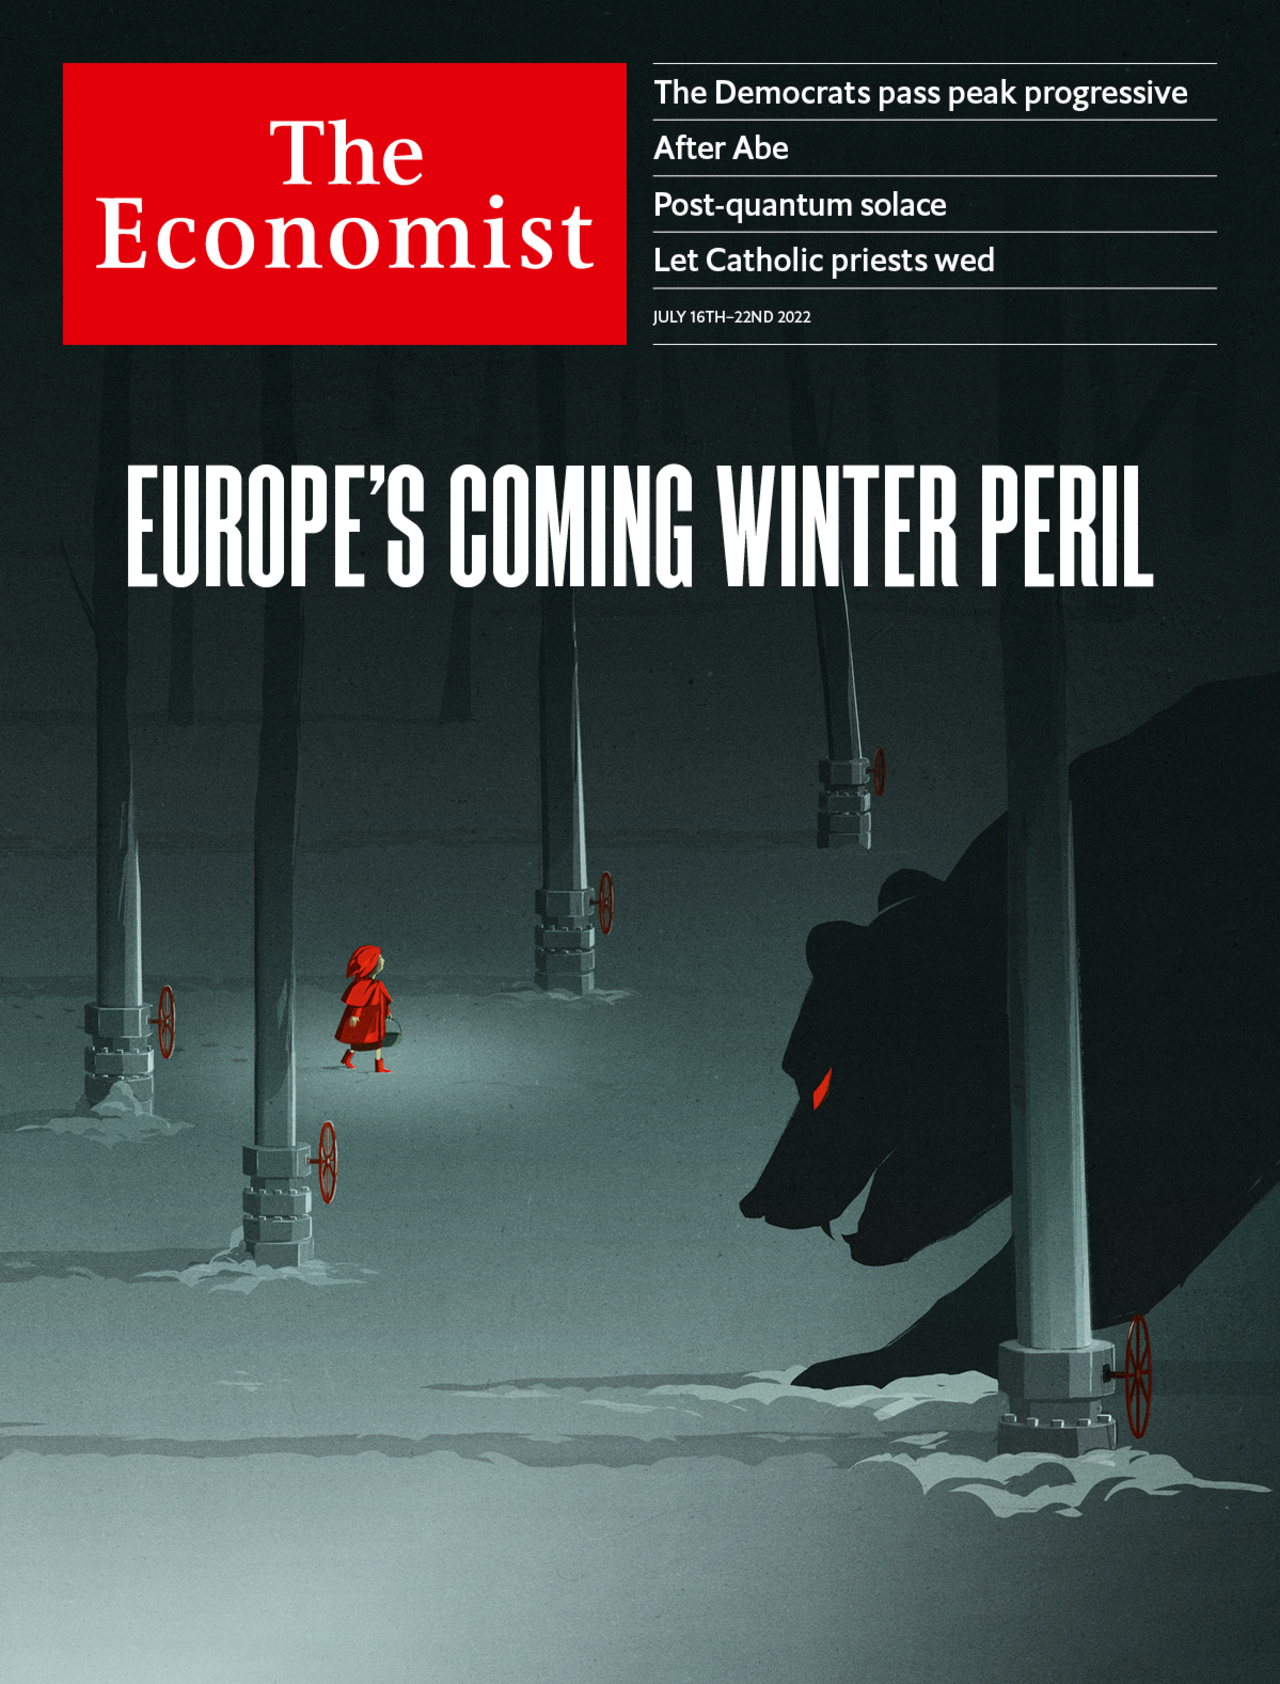 The
Economist
The Democrats pass peak progressive
After Abe
Post-quantum solace
Let Catholic priests wed
JULY 16TH–22ND 2022
EUROPE’S COMING WINTER PERIL